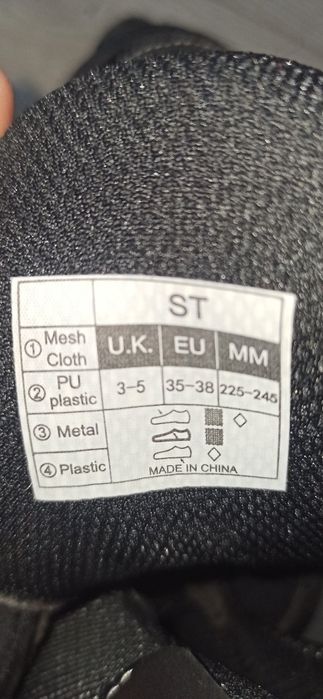 ST
① Mesh Cloth U.K. EU MM
② PU plastic 3-5 35-38 225-245
③ Metal
④ Plastic MADE IN CHINA